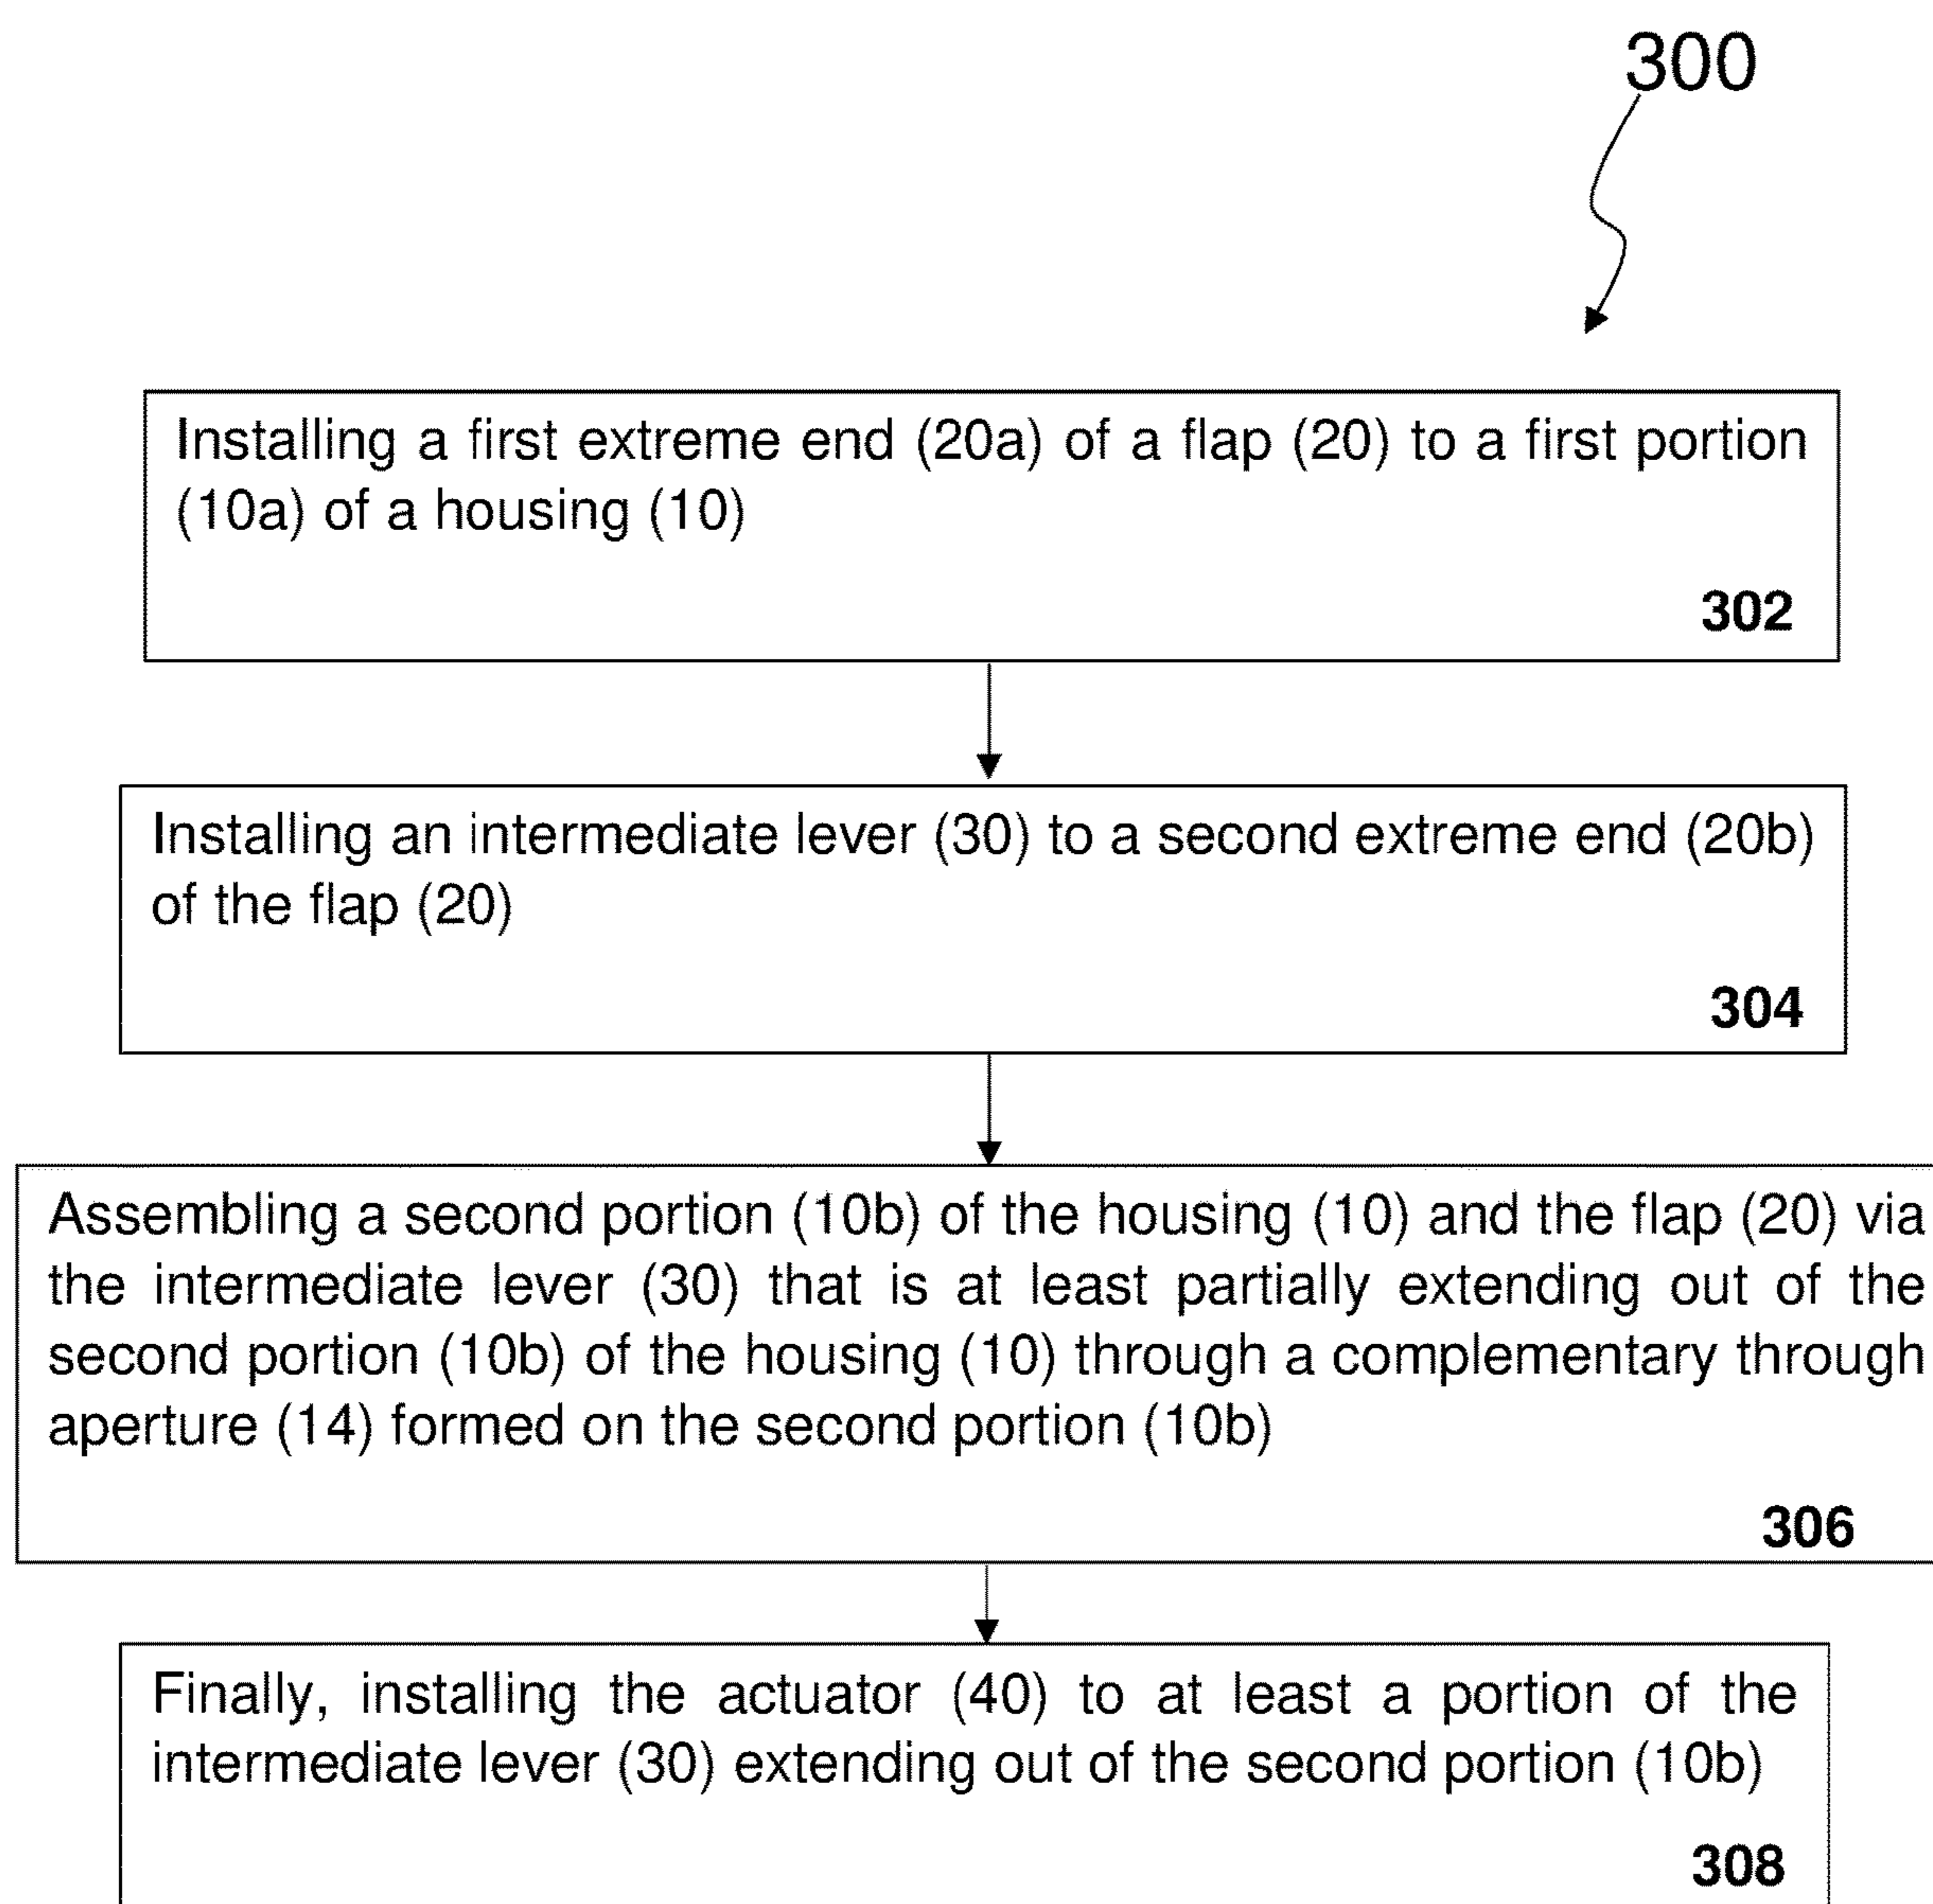 300
Installing a first extreme end (20a) of a flap (20) to a first portion
(10a) of a housing (10)
302
Installing an intermediate lever (30) to a second extreme end (20b)
of the flap (20)
304
Assembling a second portion (10b) of the housing (10) and the flap (20) via
the intermediate lever (30) that is at least partially extending out of the
second portion (10b) of the housing (10) through a complementary through
aperture (14) formed on the second portion (10b)
306
Finally, installing the actuator (40) to at least a portion of the
intermediate lever (30) extending out of the second portion (10b)
308